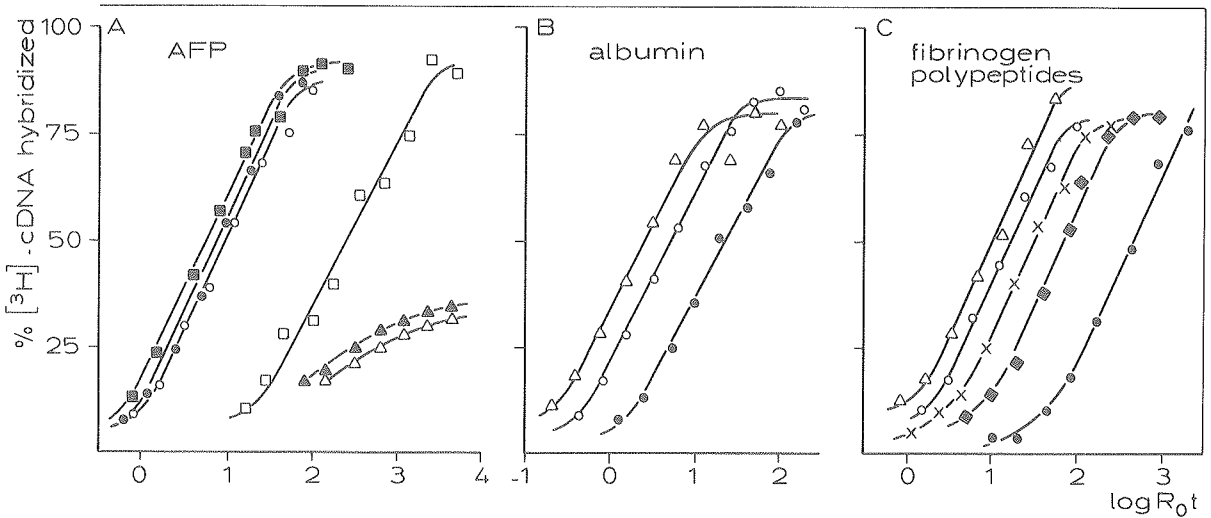 A
AFP
B
albumin
C
fibrinogen
polypeptides
% [³H] -cDNA hybridized
100
75
50
25
0 1 2 3 4
-1 0 1 2
0 1 2 3
log R₀t